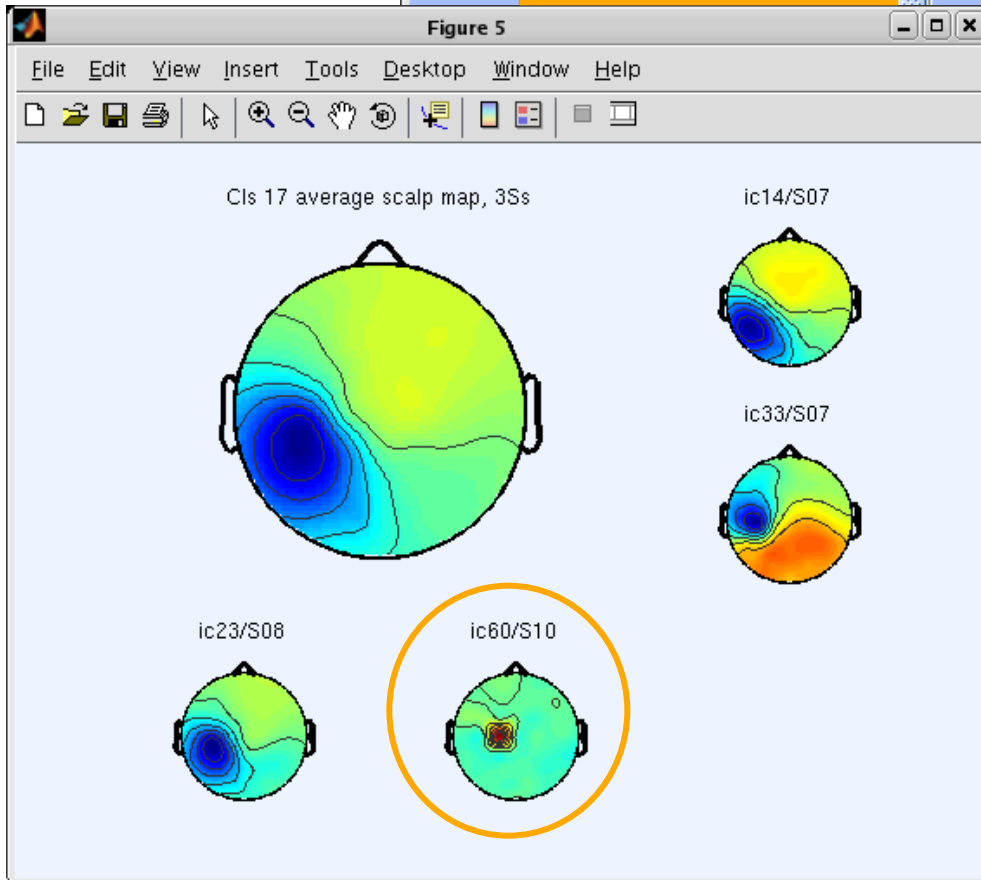 Figure 5
File Edit View Insert Tools Desktop Window Help
Cls 17 average scalp map, 3Ss
ic14/S07
ic33/S07
ic23/S08
ic60/S10